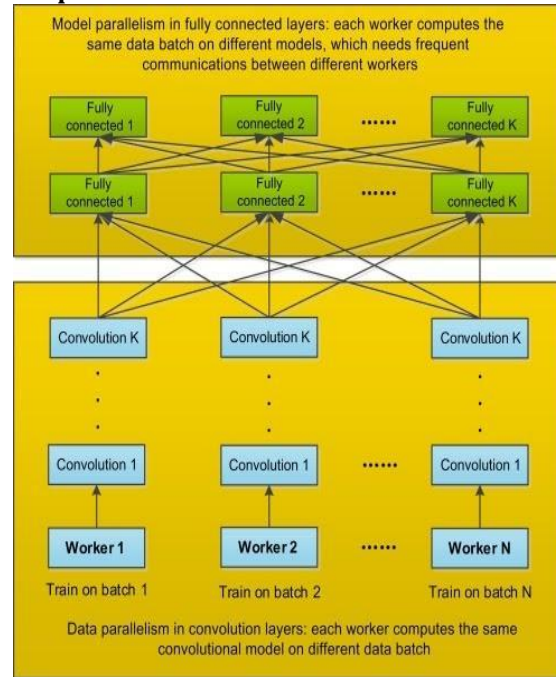 Model parallelism in fully connected layers: each worker computes the
same data batch on different models, which needs frequent
communications between different workers
Fully
connected 1
Fully
connected 2
......
Fully
connected K
Fully
connected 1
Fully
connected 2
......
Fully
connected K
Convolution K
Convolution K
Convolution K
Convolution 1
Convolution 1
......
Convolution 1
Worker 1
Worker 2
......
Worker N
Train on batch 1
Train on batch 2
Train on batch N
Data parallelism in convolution layers: each worker computes the same
convolutional model on different data batch